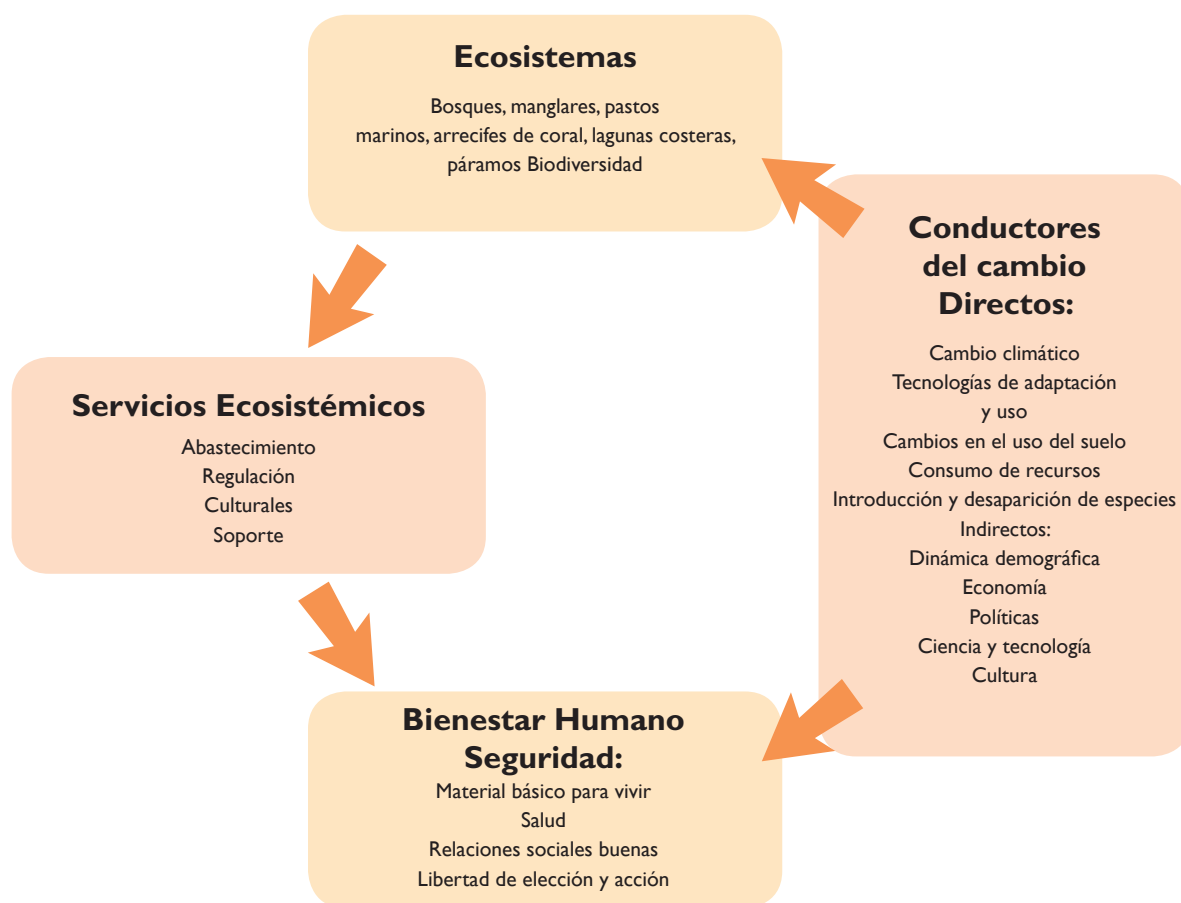 Ecosistemas
Bosques, manglares, pastos
marinos, arrecifes de coral, lagunas costeras,
páramos Biodiversidad
Conductores
del cambio
Directos:
Cambio climático
Tecnologías de adaptación
y uso
Cambios en el uso del suelo
Consumo de recursos
Introducción y desaparición de especies
Indirectos:
Dinámica demográfica
Economía
Políticas
Ciencia y tecnología
Cultura
Servicios Ecosistémicos
Abastecimiento
Regulación
Culturales
Soporte
Bienestar Humano
Seguridad:
Material básico para vivir
Salud
Relaciones sociales buenas
Libertad de elección y acción